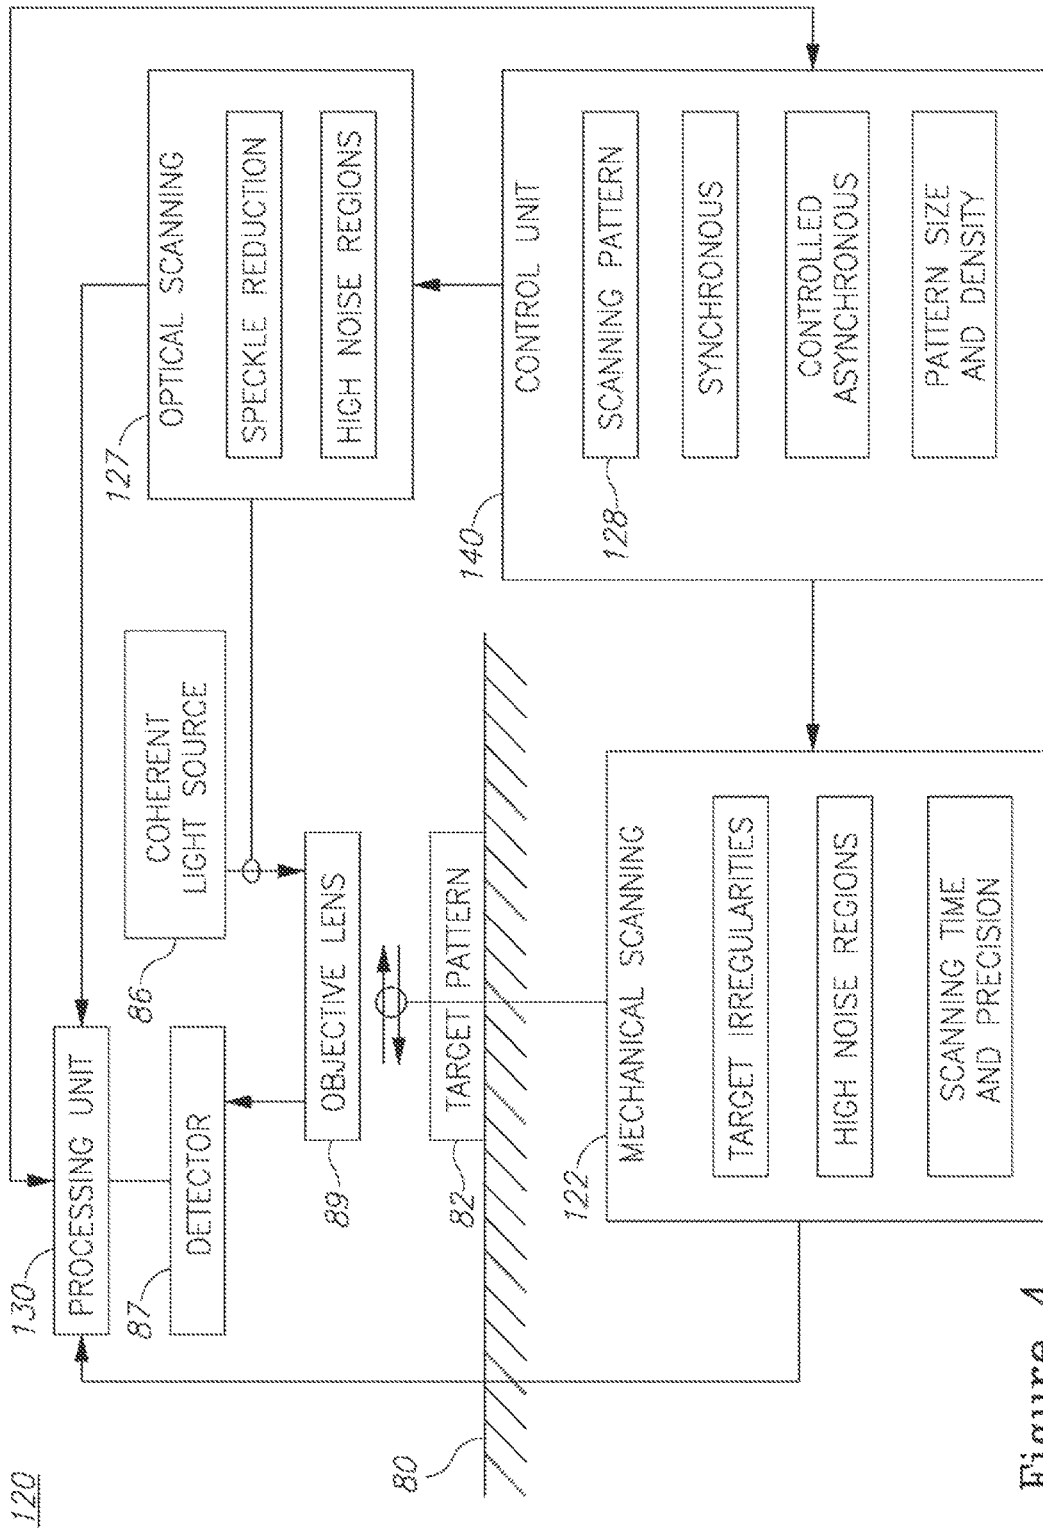 120
130
PROCESSING UNIT
87
DETECTOR
86
COHERENT
LIGHT SOURCE
127
OPTICAL SCANNING
SPECKLE REDUCTION
HIGH NOISE REGIONS
89
OBJECTIVE LENS
82
TARGET PATTERN
80
140
CONTROL UNIT
128
SCANNING PATTERN
SYNCHRONOUS
CONTROLLED
ASYNCHRONOUS
PATTERN SIZE
AND DENSITY
122
MECHANICAL SCANNING
TARGET IRREGULARITIES
HIGH NOISE REGIONS
SCANNING TIME
AND PRECISION
Figure 4